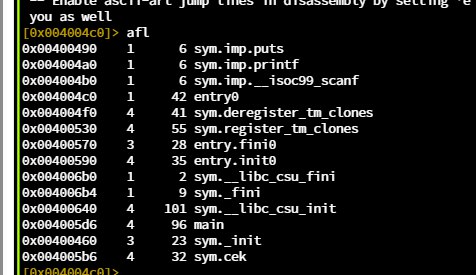 -- Enable ascii-art jump lines in disassembly by setting 'e
you as well
[0x004004c0]> afl
0x00400490 1 6 sym.imp.puts
0x004004a0 1 6 sym.imp.printf
0x004004b0 1 6 sym.imp.__isoc99_scanf
0x004004c0 1 42 entry0
0x004004f0 4 41 sym.deregister_tm_clones
0x00400530 4 55 sym.register_tm_clones
0x00400570 3 28 entry.fini0
0x00400590 4 35 entry.init0
0x004006b0 1 2 sym.__libc_csu_fini
0x004006b4 1 9 sym._fini
0x00400640 4 101 sym.__libc_csu_init
0x004005d6 4 96 main
0x00400460 3 23 sym._init
0x004005b6 4 32 sym.cek
[0x004004c0]>